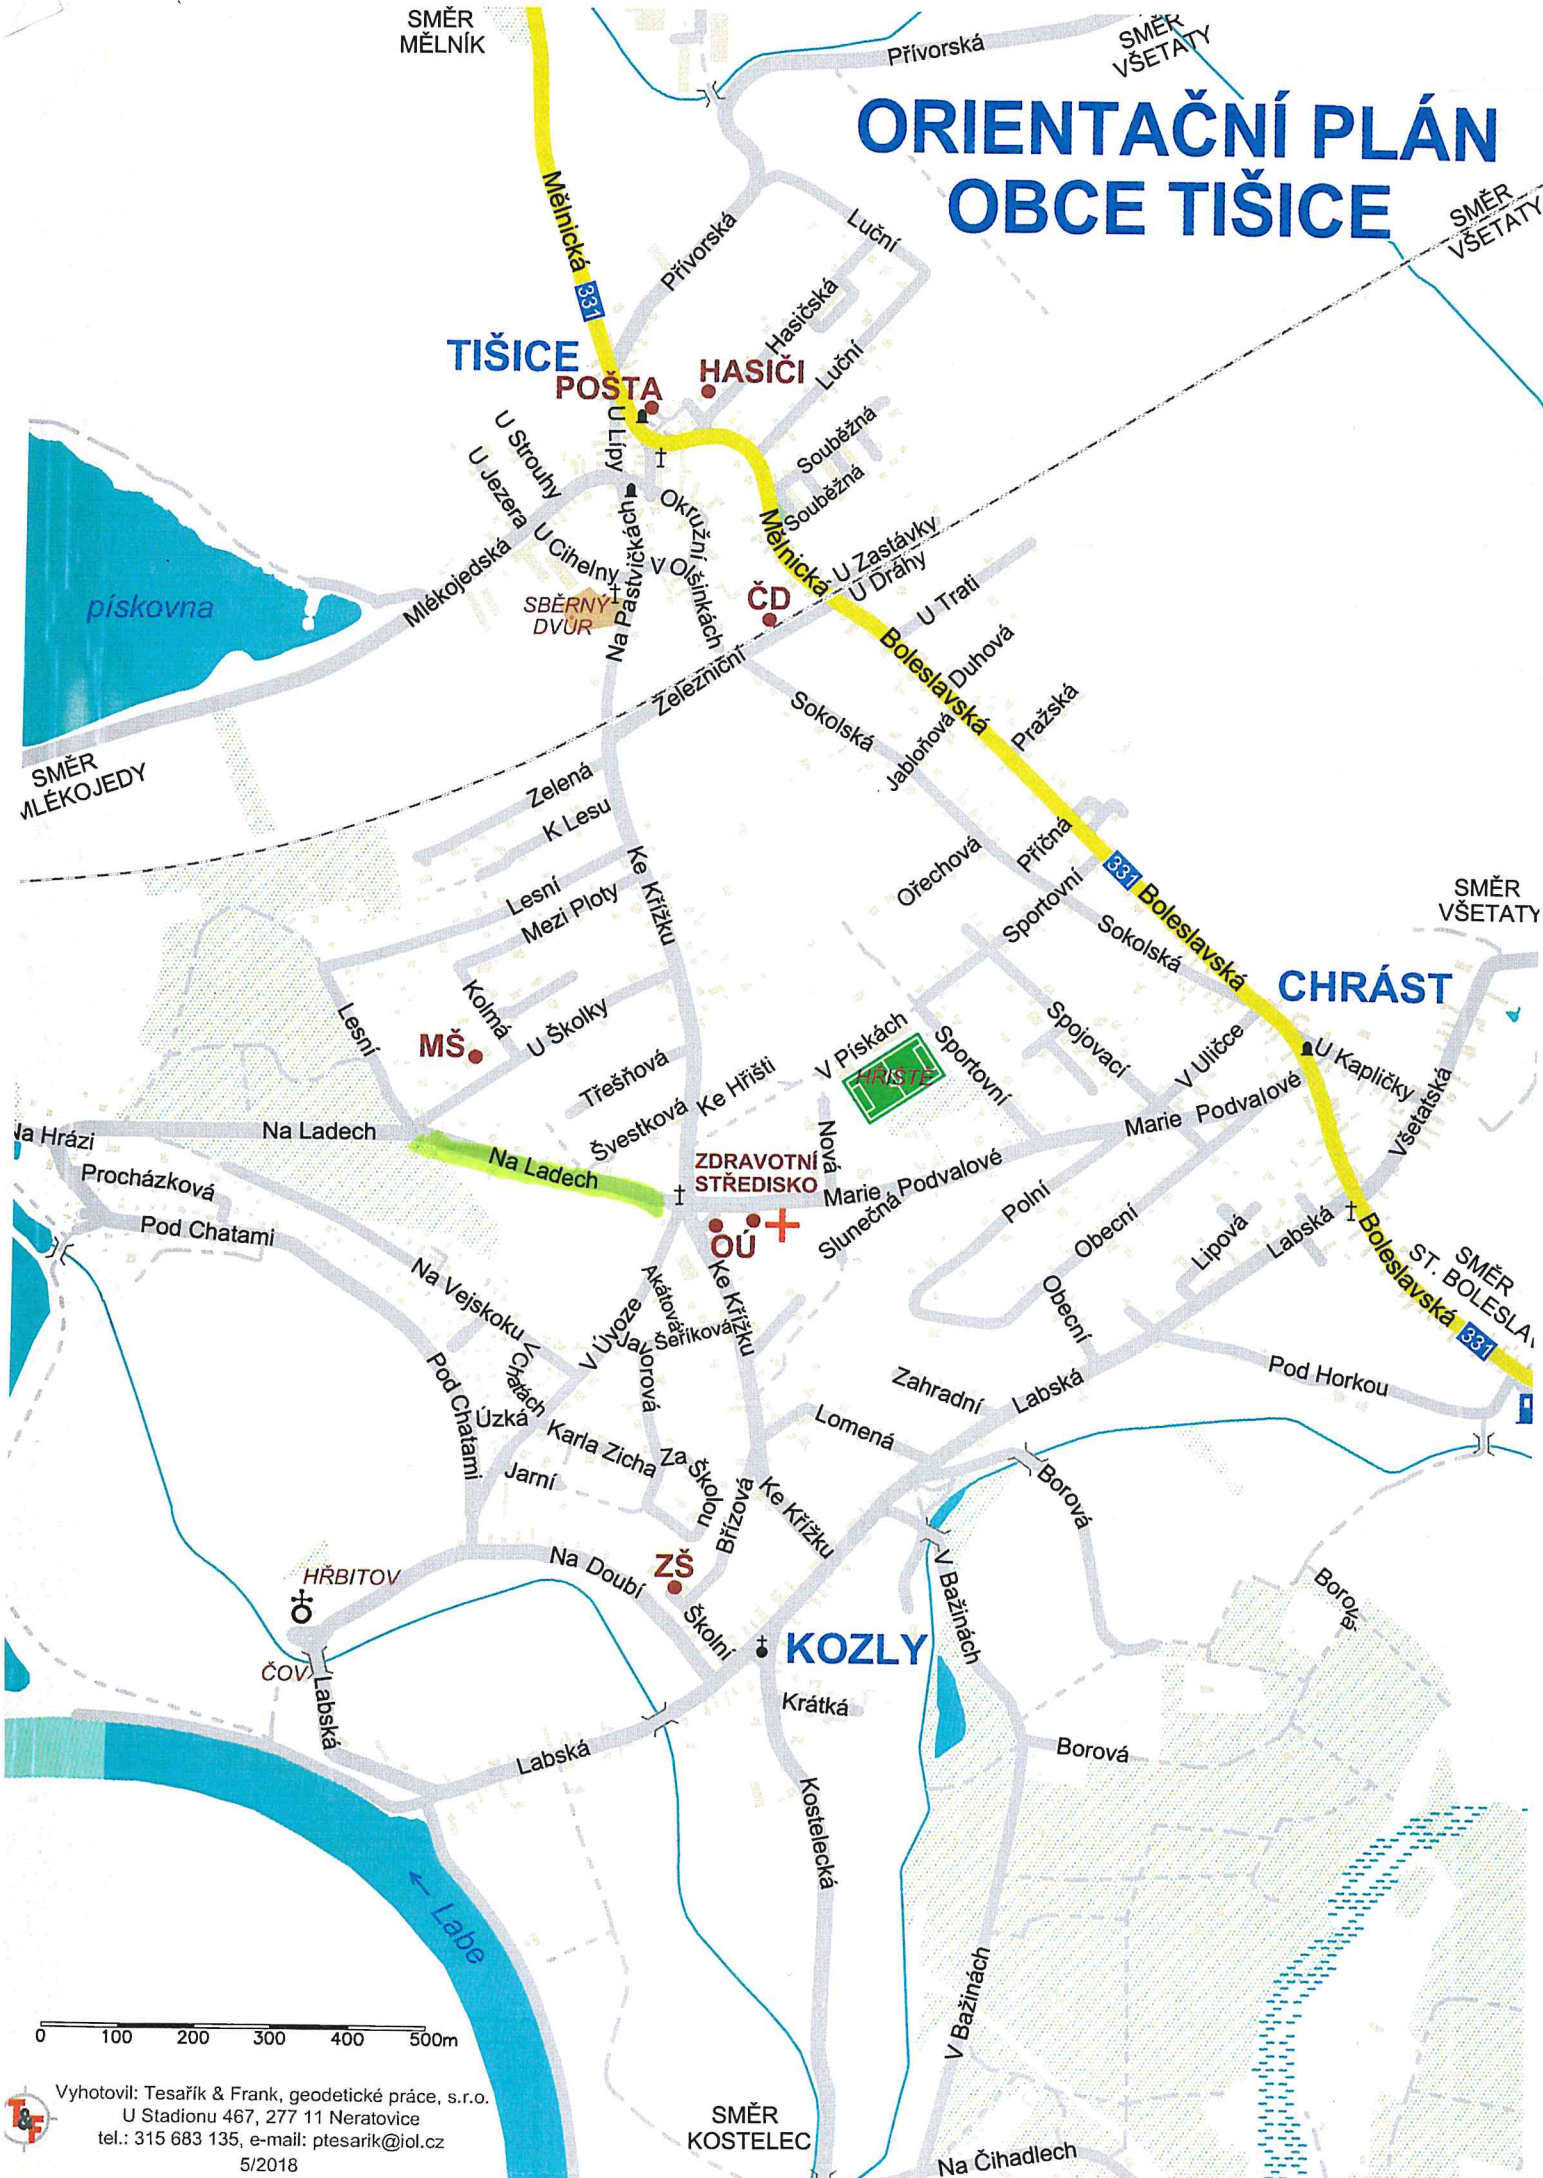 SMĚR
MĚLNÍK
Přívorská
SMĚR
VŠETATY
ORIENTAČNÍ PLÁN
OBCE TIŠICE
SMĚR
VŠETATY
Mělnická
331
Přívorská
Luční
Hasičská
Luční
TIŠICE
POŠTA
HASIČI
U Lípy
U Strouhy
U Jezera
Souběžná
Souběžná
Okružní
U Cihelny
V Olšinkách
Na Pastvičkách
Mlékojedská
Mělnická
U Zastávky
U Dráhy
U Trati
pískovna
SBĚRNÝ
DVŮR
ČD
Železniční
Boleslavská
Duhová
Pražská
Jabloňová
Sokolská
SMĚR
MLÉKOJEDY
Zelená
K Lesu
Lesní
Mezi Ploty
Ke Křížku
Ořechová
Příčná
331
Sportovní
Boleslavská
Sokolská
SMĚR
VŠETATY
CHRÁST
Lesní
Kolmá
MŠ
U Školky
Třešňová
Švestková
Ke Hřišti
V Pískách
HŘIŠTĚ
Sportovní
Spojovací
V Uličce
U Kapličky
Všetatská
Na Hrázi
Na Ladech
Na Ladech
ZDRAVOTNÍ
STŘEDISKO
Nová
Marie Podvalové
Marie Podvalové
Procházková
Pod Chatami
OÚ
Slunečná
Polní
Obecní
Lipová
Labská
Boleslavská
SMĚR
ST. BOLESLAV
331
Na Vejskoku
V Chatách
V Úvoze
Akátová
Ke Křížku
Šeříková
Javorová
Obecní
Pod Horkou
Pod Chatami
Úzká
Karla Zicha
Za Školou
Zahradní
Labská
Lomená
Jarní
Břízová
Ke Křížku
Borová
Na Doubí
ZŠ
Školní
HŘBITOV
KOZLY
V Bažinách
Borová
ČOV
Labská
Krátká
Labská
Borová
Kostelecká
← Labe
V Bažinách
0 100 200 300 400 500m
T&F
Vyhotovil: Tesařík & Frank, geodetické práce, s.r.o.
U Stadionu 467, 277 11 Neratovice
tel.: 315 683 135, e-mail: ptesarik@iol.cz
5/2018
SMĚR
KOSTELEC
Na Čihadlech